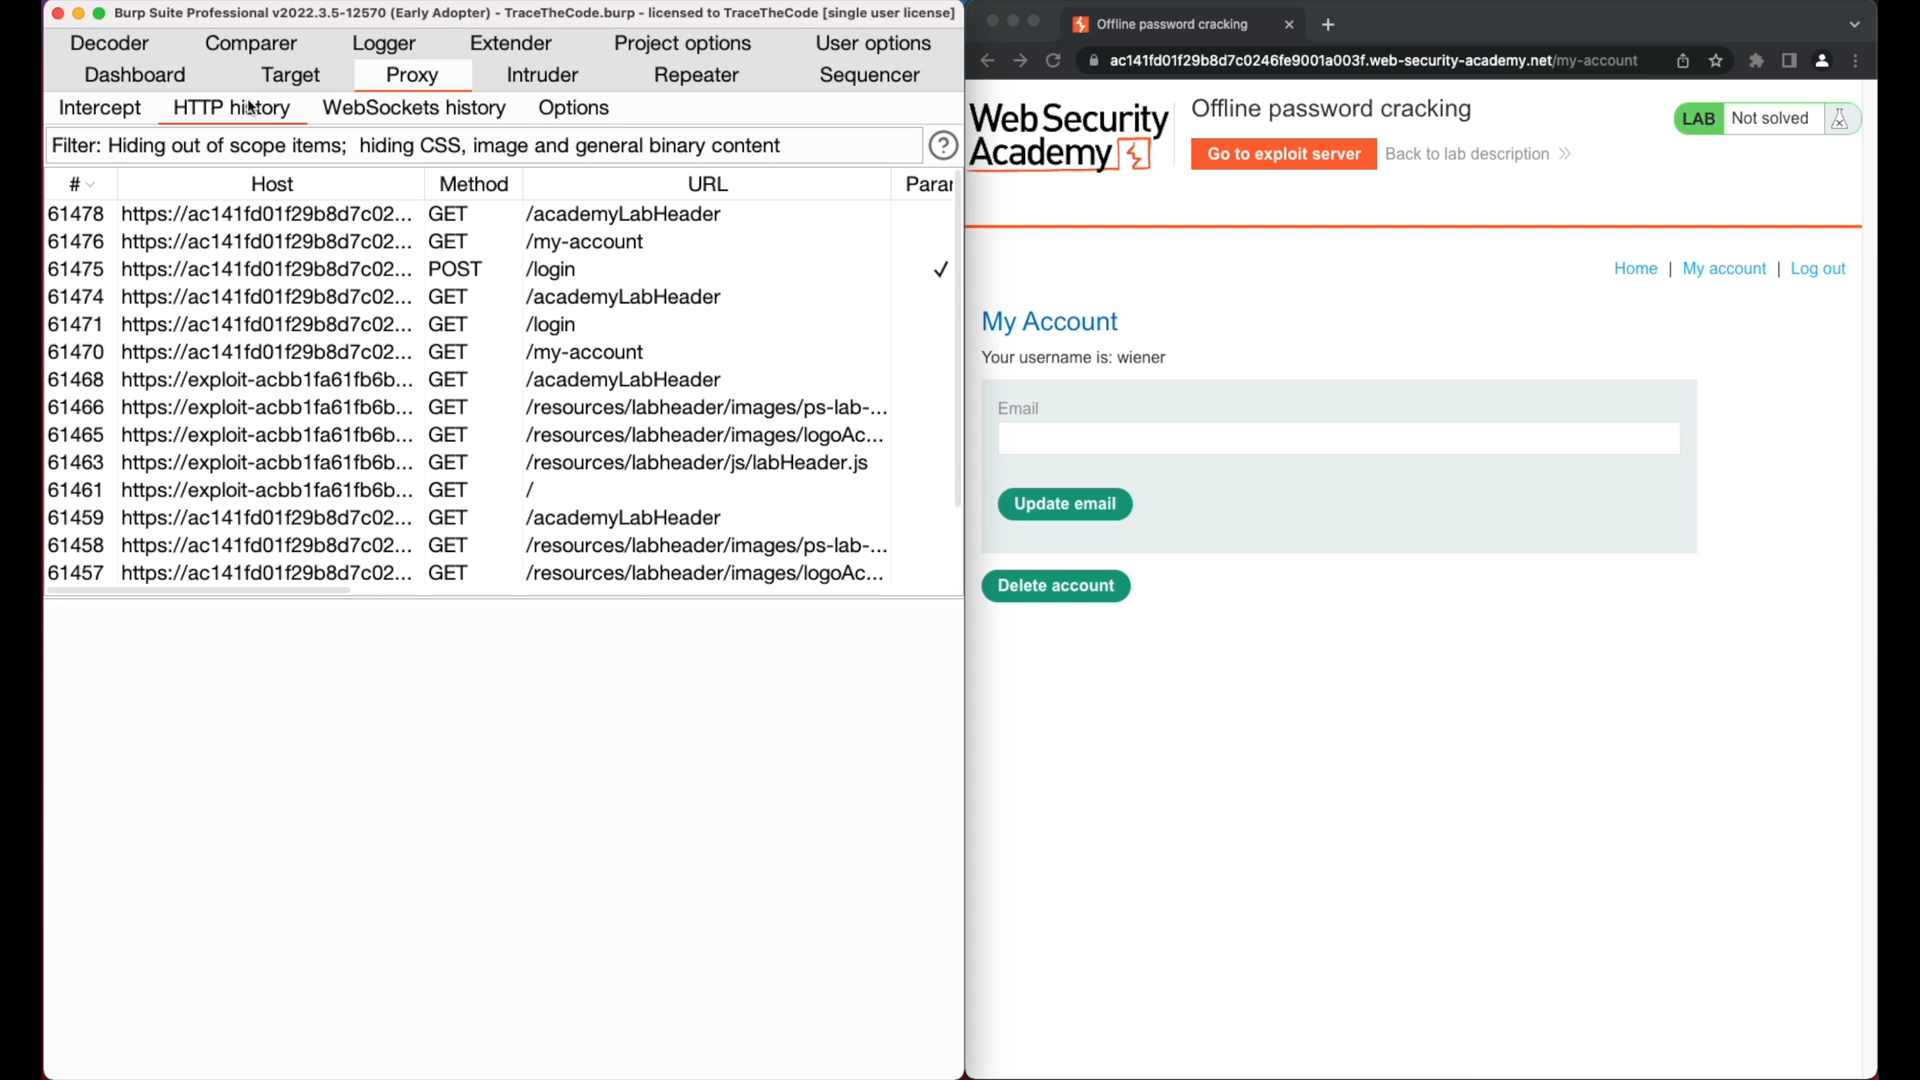 Burp Suite Professional v2022.3.5-12570 (Early Adopter) - TraceTheCode.burp - licensed to TraceTheCode [single user license]
Decoder Comparer Logger Extender Project options User options
Dashboard Target Proxy Intruder Repeater Sequencer
Intercept HTTP history WebSockets history Options
Filter: Hiding out of scope items; hiding CSS, image and general binary content ?
# Host Method URL Parar
61478 https://ac141fd01f29b8d7c02... GET /academyLabHeader
61476 https://ac141fd01f29b8d7c02... GET /my-account
61475 https://ac141fd01f29b8d7c02... POST /login ✓
61474 https://ac141fd01f29b8d7c02... GET /academyLabHeader
61471 https://ac141fd01f29b8d7c02... GET /login
61470 https://ac141fd01f29b8d7c02... GET /my-account
61468 https://exploit-acbb1fa61fb6b... GET /academyLabHeader
61466 https://exploit-acbb1fa61fb6b... GET /resources/labheader/images/ps-lab-...
61465 https://exploit-acbb1fa61fb6b... GET /resources/labheader/images/logoAc...
61463 https://exploit-acbb1fa61fb6b... GET /resources/labheader/js/labHeader.js
61461 https://exploit-acbb1fa61fb6b... GET /
61459 https://ac141fd01f29b8d7c02... GET /academyLabHeader
61458 https://ac141fd01f29b8d7c02... GET /resources/labheader/images/ps-lab-...
61457 https://ac141fd01f29b8d7c02... GET /resources/labheader/images/logoAc...
Offline password cracking
ac141fd01f29b8d7c0246fe9001a003f.web-security-academy.net/my-account
Web Security
Academy
Offline password cracking
Go to exploit server Back to lab description
LAB Not solved
Home | My account | Log out
My Account
Your username is: wiener
Email
Update email
Delete account